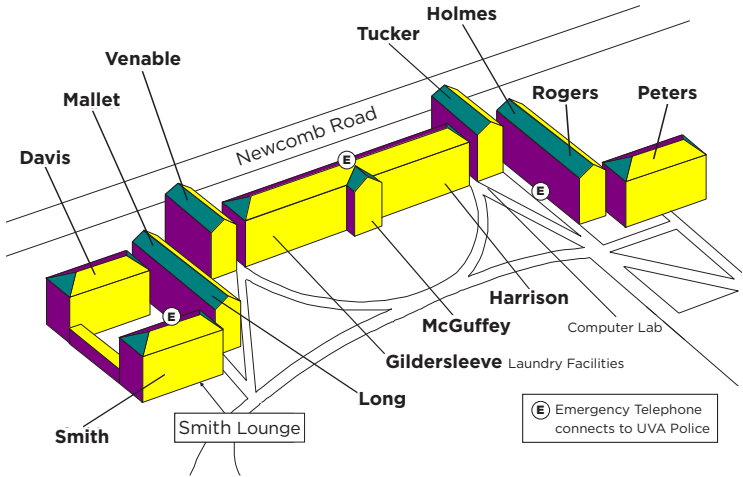 Holmes
Tucker
Venable
Mallet
Rogers
Peters
Newcomb Road
Davis
E
E
E
Harrison
McGuffey
Computer Lab
Gildersleeve Laundry Facilities
Long
Smith Lounge
Smith
E Emergency Telephone
connects to UVA Police